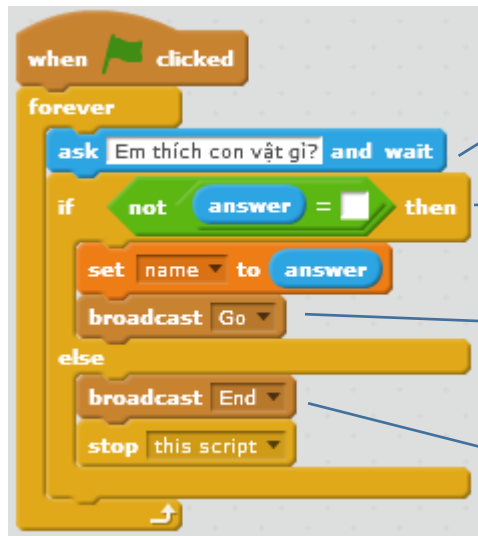 when clicked
forever
ask Em thích con vật gì? and wait
if not answer = then
set name to answer
broadcast Go
else
broadcast End
stop this script